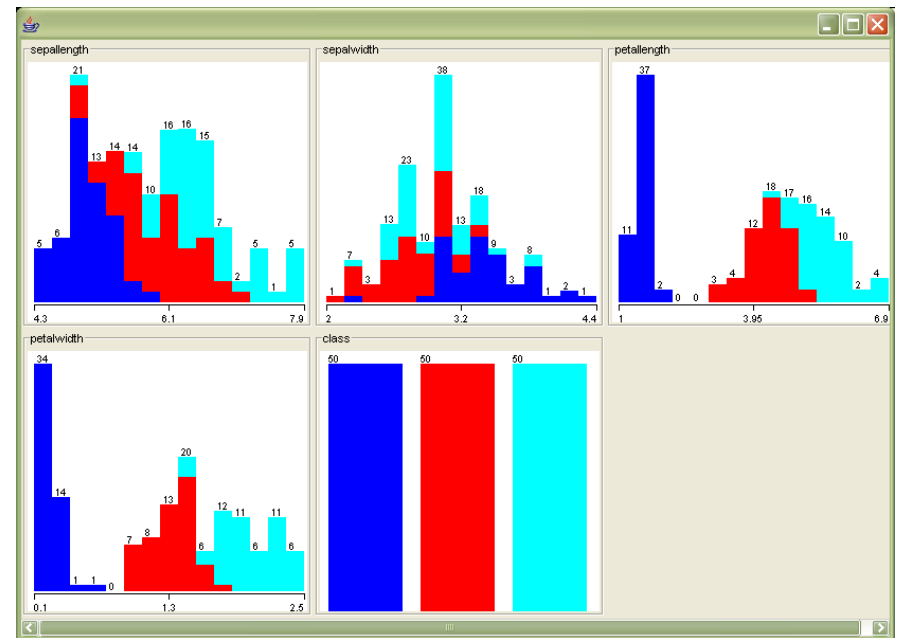 sepallength
5 6 21 13 14 14 10 16 16 15 7 2 5 1 5
4.3 6.1 7.9
sepalwidth
1 7 3 13 23 10 38 13 18 9 3 8 1 2 1
2 3.2 4.4
petallength
11 37 2 0 0 3 4 12 18 17 16 14 10 2 4
1 3.95 6.9
petalwidth
34 14 1 1 0 7 8 13 20 6 12 11 6 11 6
0.1 1.3 2.5
class
50 50 50